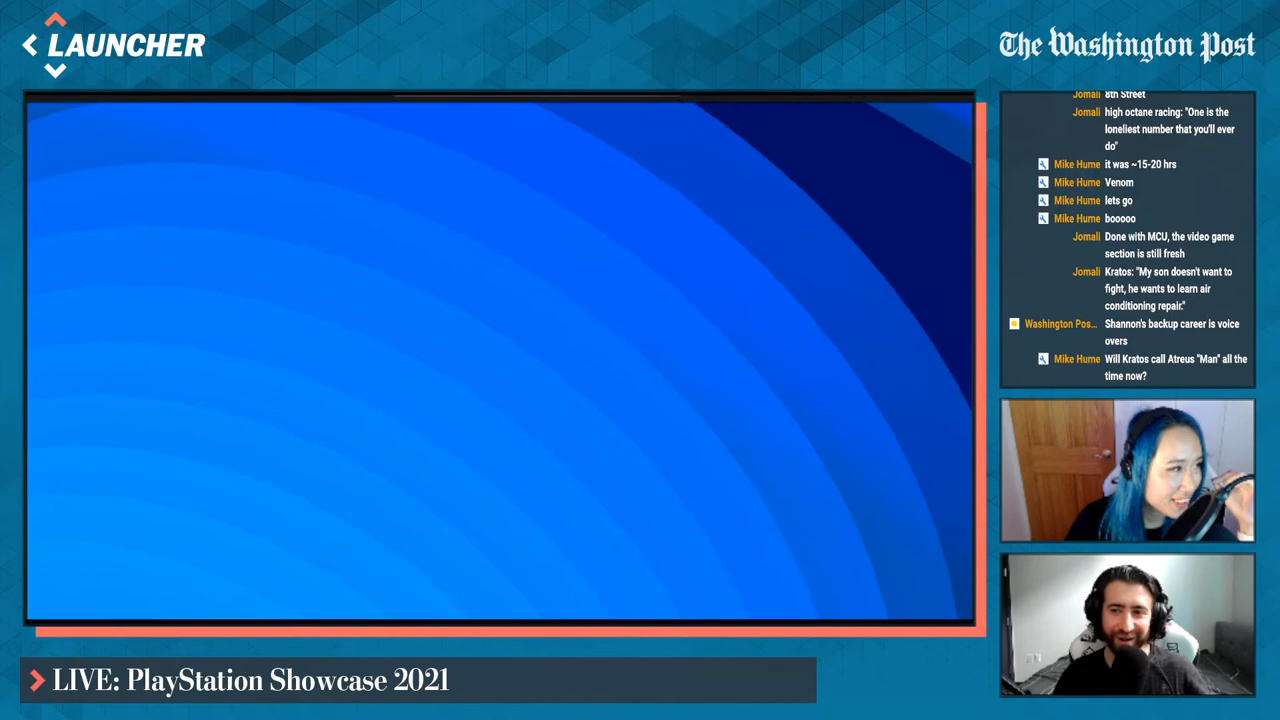 LAUNCHER
The Washington Post
Jomali 8th Street
Jomali high octane racing: "One is the
loneliest number that you'll ever
do"
Mike Hume it was ~15-20 hrs
Mike Hume Venom
Mike Hume lets go
Mike Hume booooo
Jomali Done with MCU, the video game
section is still fresh
Jomali Kratos: "My son doesn't want to
fight, he wants to learn air
conditioning repair."
Washington Pos... Shannon's backup career is voice
overs
Mike Hume Will Kratos call Atreus "Man" all the
time now?
LIVE: PlayStation Showcase 2021